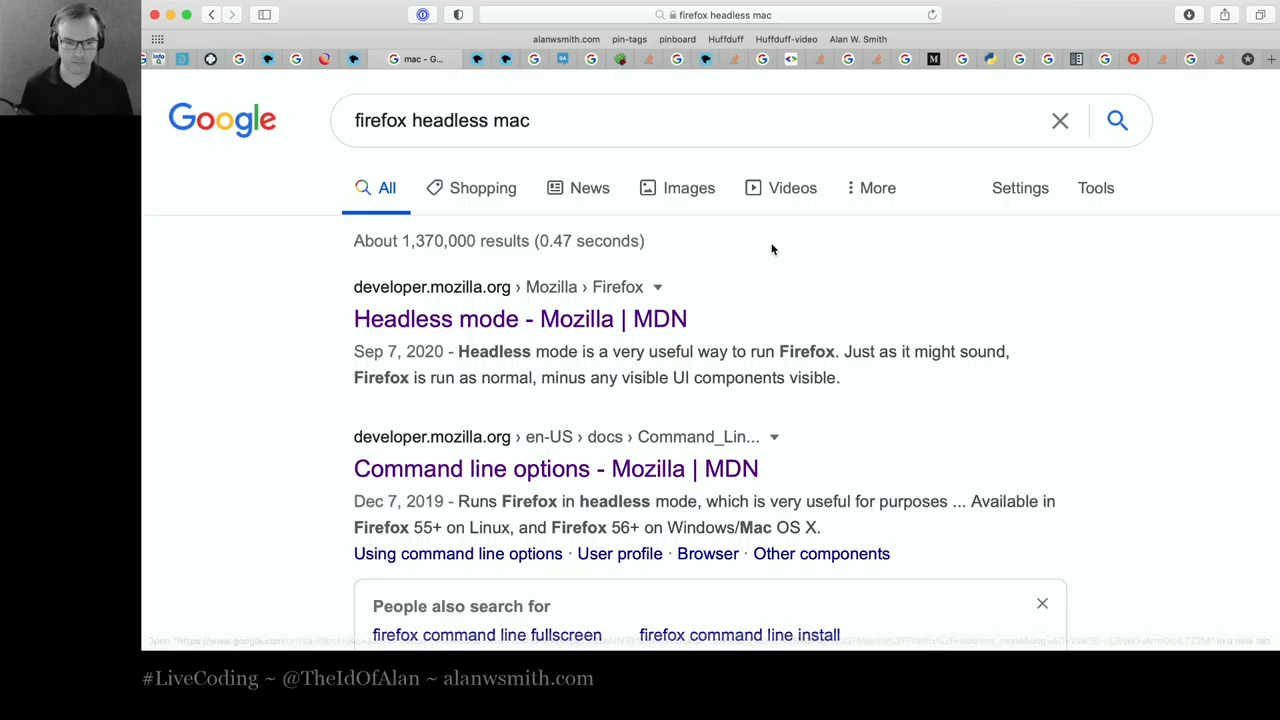 firefox headless mac
alanwsmith.com pin-tags pinboard Huffduff Huffduff-video Alan W. Smith
mac - G...
Google
firefox headless mac
All Shopping News Images Videos More Settings Tools
About 1,370,000 results (0.47 seconds)
developer.mozilla.org › Mozilla › Firefox
Headless mode - Mozilla | MDN
Sep 7, 2020 - Headless mode is a very useful way to run Firefox. Just as it might sound,
Firefox is run as normal, minus any visible UI components visible.
developer.mozilla.org › en-US › docs › Command_Lin...
Command line options - Mozilla | MDN
Dec 7, 2019 - Runs Firefox in headless mode, which is very useful for purposes ... Available in
Firefox 55+ on Linux, and Firefox 56+ on Windows/Mac OS X.
Using command line options · User profile · Browser · Other components
People also search for
firefox command line fullscreen firefox command line install
#LiveCoding ~ @TheIdOfAlan ~ alanwsmith.com